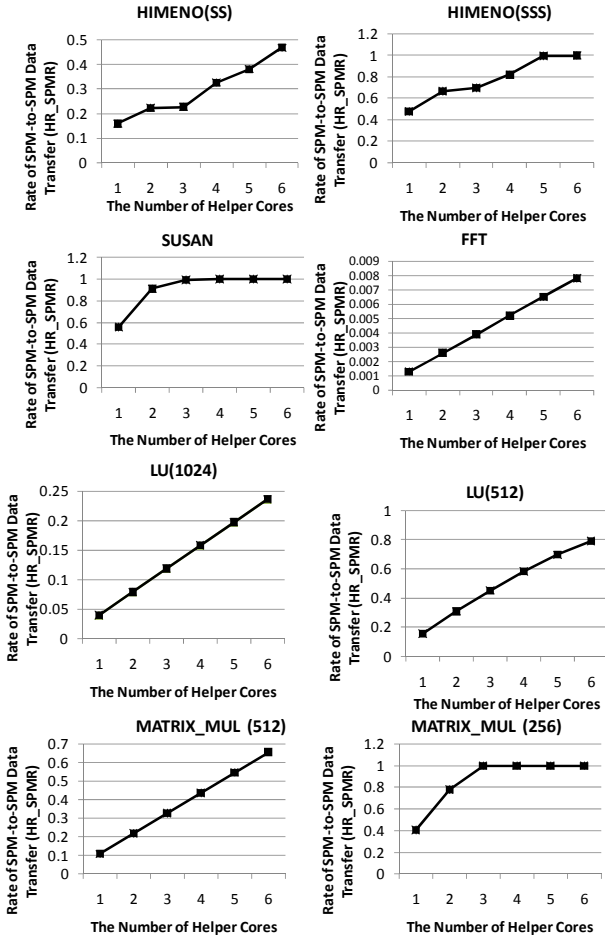 HIMENO(SS)
Rate of SPM-to-SPM Data
Transfer (HR_SPMR)
0.5
0.4
0.3
0.2
0.1
0
1 2 3 4 5 6
The Number of Helper Cores
HIMENO(SSS)
Rate of SPM-to-SPM Data
Transfer (HR_SPMR)
1.2
1
0.8
0.6
0.4
0.2
0
1 2 3 4 5 6
The Number of Helper Cores
SUSAN
Rate of SPM-to-SPM Data
Transfer (HR_SPMR)
1.2
1
0.8
0.6
0.4
0.2
0
1 2 3 4 5 6
The Number of Helper Cores
FFT
Rate of SPM-to-SPM Data
Transfer (HR_SPMR)
0.009
0.008
0.007
0.006
0.005
0.004
0.003
0.002
0.001
0
1 2 3 4 5 6
The Number of Helper Cores
LU(1024)
Rate of SPM-to-SPM Data
Transfer (HR_SPMR)
0.25
0.2
0.15
0.1
0.05
0
1 2 3 4 5 6
The Number of Helper Cores
LU(512)
Rate of SPM-to-SPM Data
Transfer (HR_SPMR)
1
0.8
0.6
0.4
0.2
0
1 2 3 4 5 6
The Number of Helper Cores
MATRIX_MUL (512)
Rate of SPM-to-SPM Data
Transfer (HR_SPMR)
0.7
0.6
0.5
0.4
0.3
0.2
0.1
0
1 2 3 4 5 6
The Number of Helper Cores
MATRIX_MUL (256)
Rate of SPM-to-SPM Data
Transfer (HR_SPMR)
1.2
1
0.8
0.6
0.4
0.2
0
1 2 3 4 5 6
The Number of Helper Cores